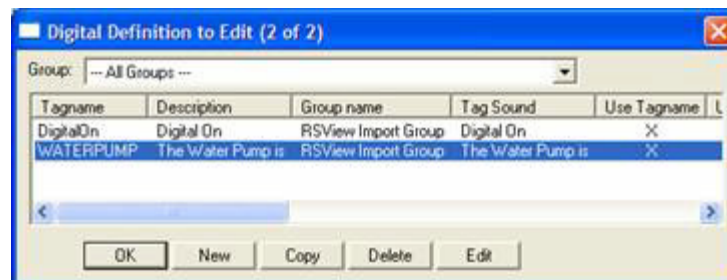 Digital Definition to Edit (2 of 2)
Group: --- All Groups ---
Tagname Description Group name Tag Sound Use Tagname U
DigitalOn Digital On RSView Import Group Digital On X
WATERPUMP The Water Pump is RSView Import Group The Water Pump is X
OK New Copy Delete Edit